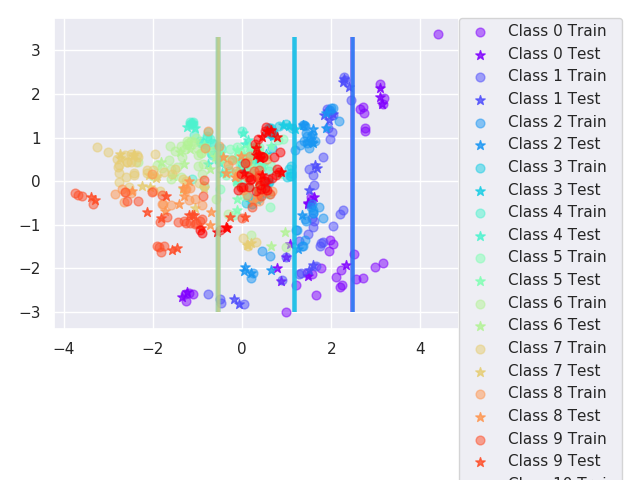 3
2
1
0
−1
−2
−3
−4
−2
0
2
4
Class 0 Train
Class 0 Test
Class 1 Train
Class 1 Test
Class 2 Train
Class 2 Test
Class 3 Train
Class 3 Test
Class 4 Train
Class 4 Test
Class 5 Train
Class 5 Test
Class 6 Train
Class 6 Test
Class 7 Train
Class 7 Test
Class 8 Train
Class 8 Test
Class 9 Train
Class 9 Test